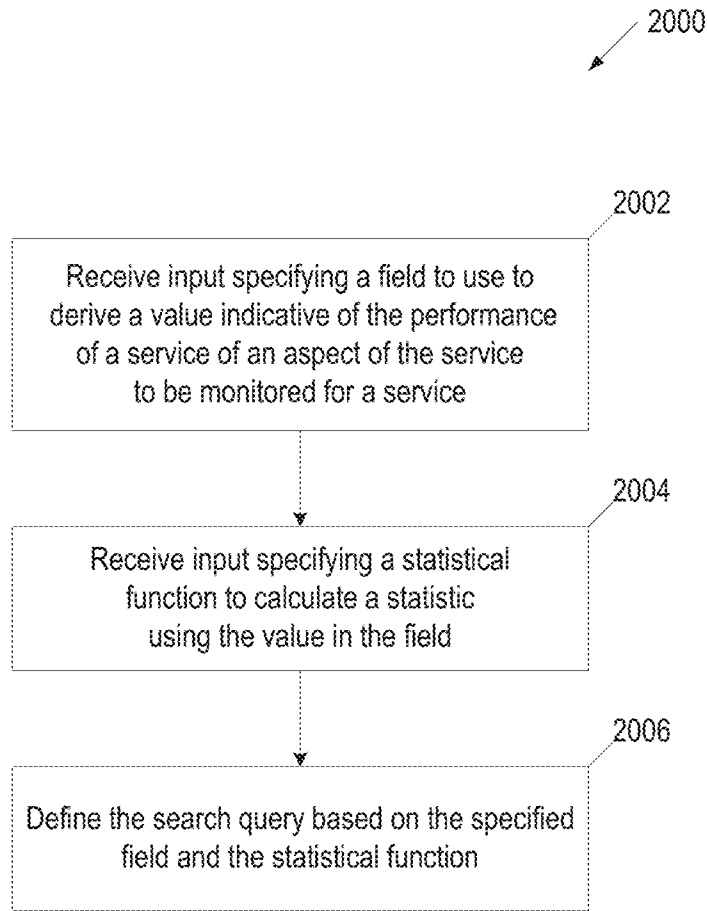 2000
2002
Receive input specifying a field to use to
derive a value indicative of the performance
of a service of an aspect of the service
to be monitored for a service
2004
Receive input specifying a statistical
function to calculate a statistic
using the value in the field
2006
Define the search query based on the specified
field and the statistical function